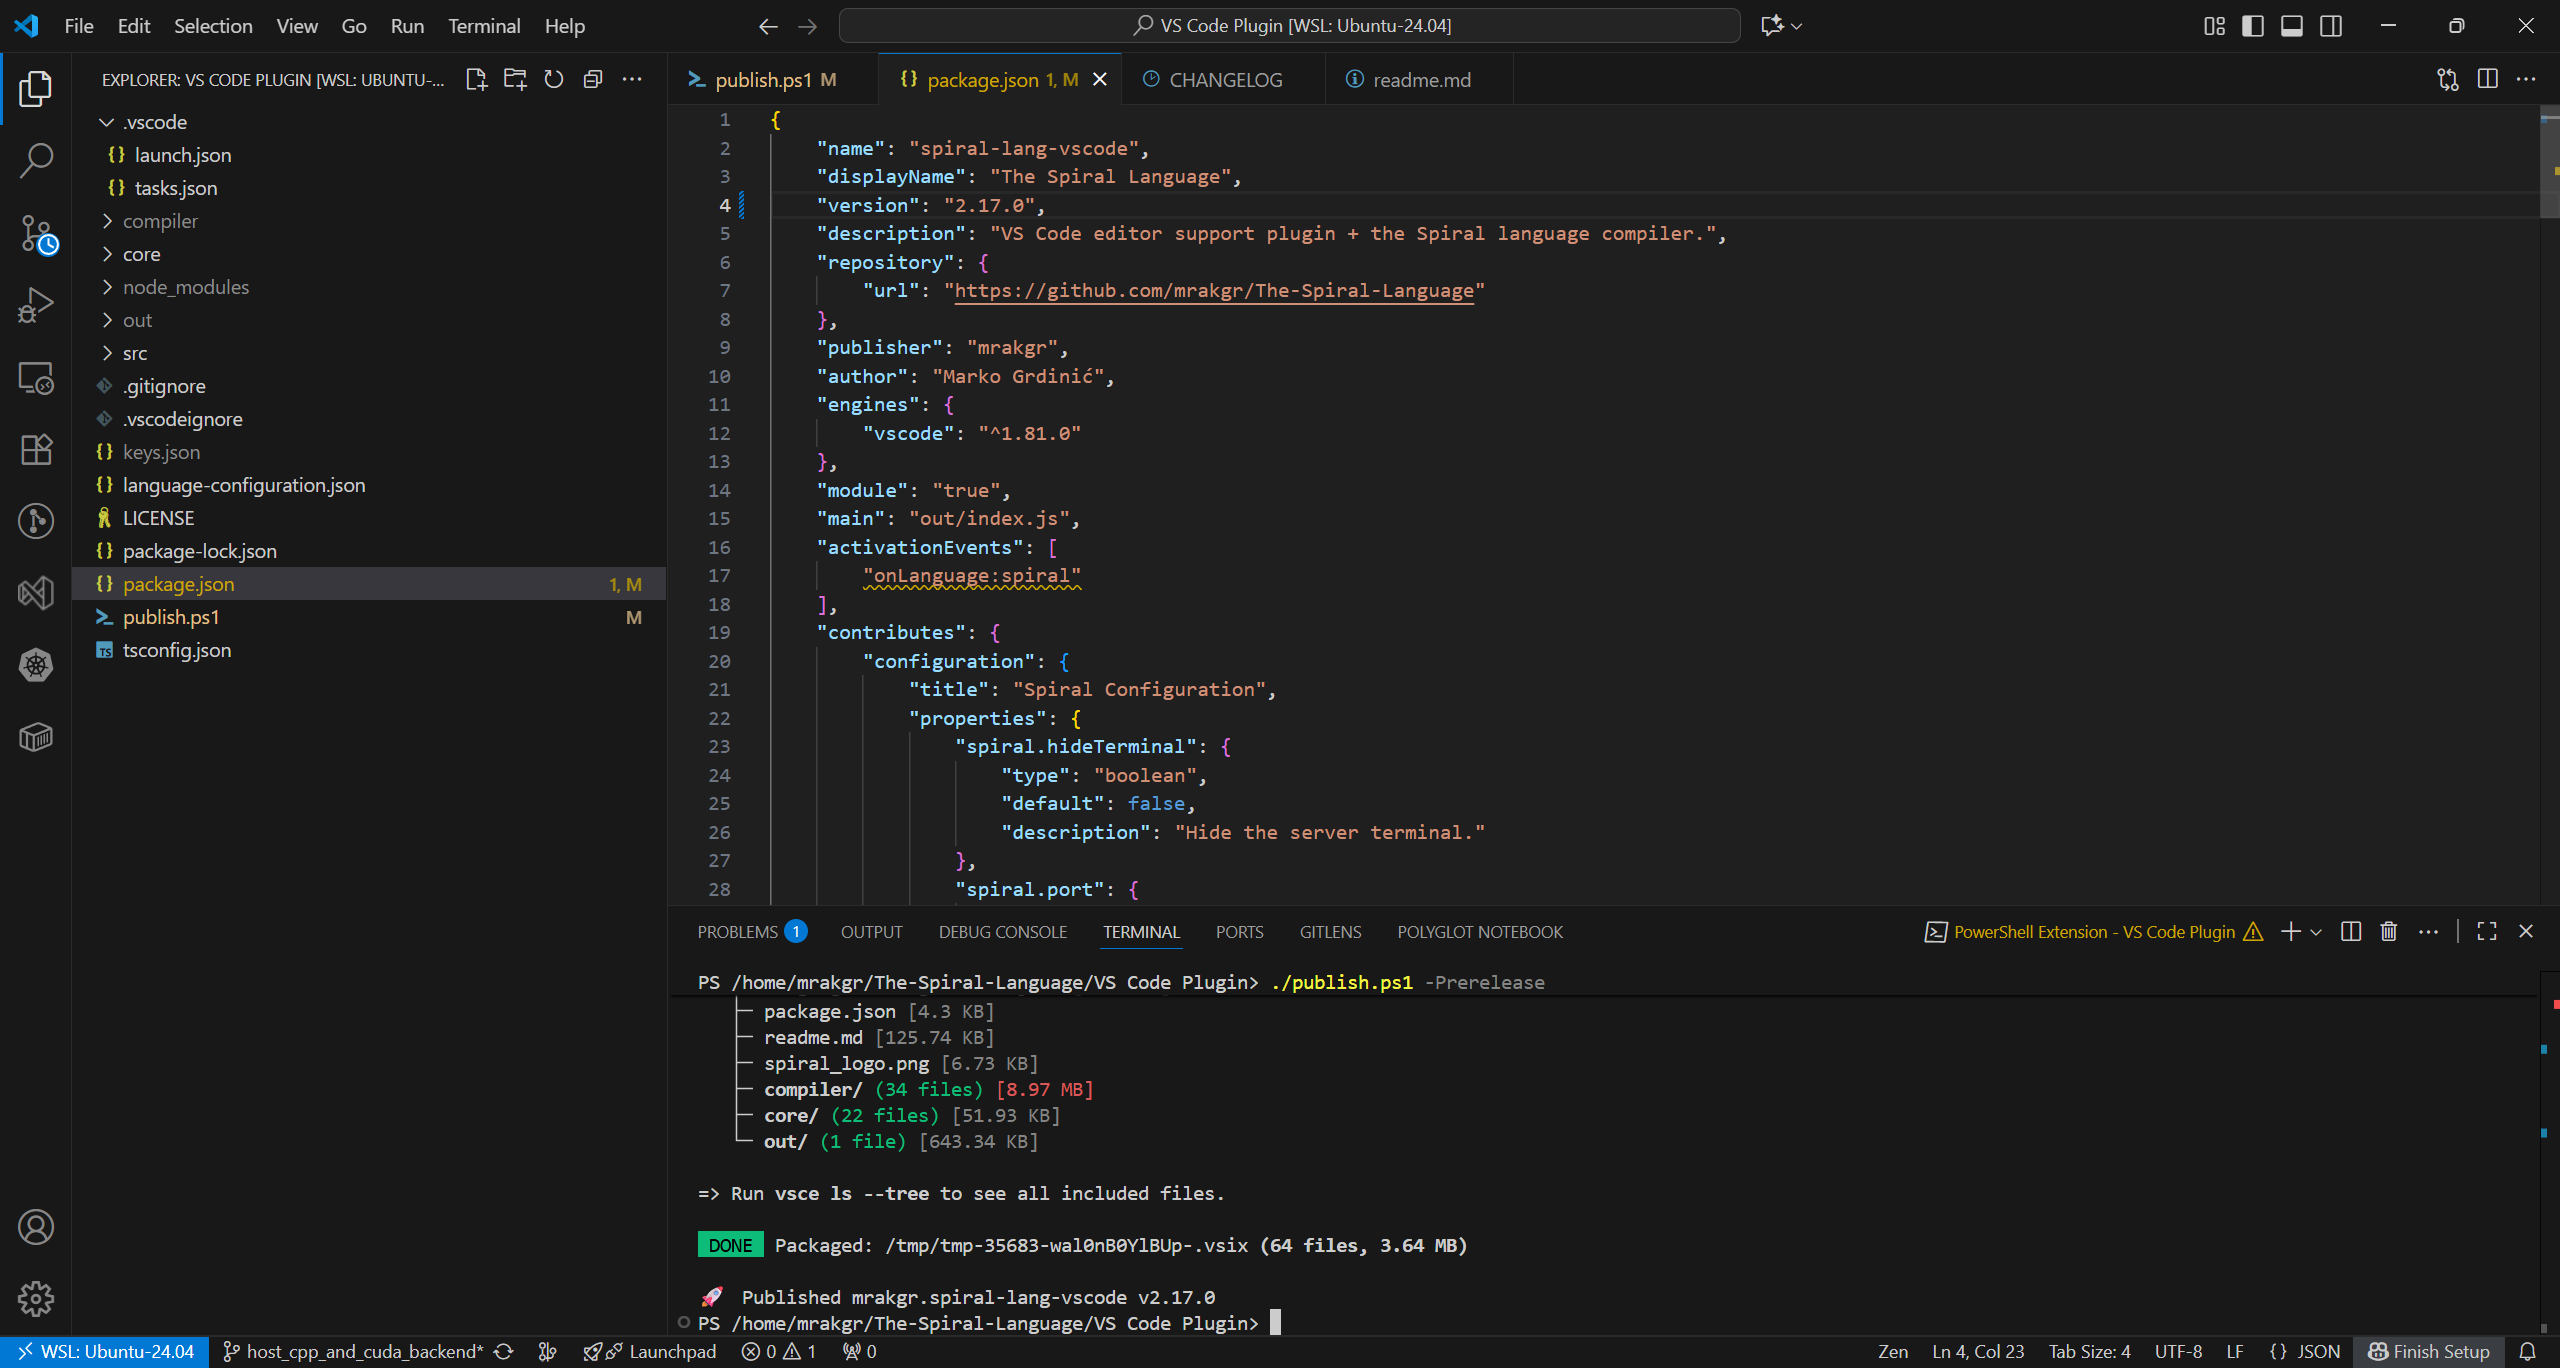 File Edit Selection View Go Run Terminal Help
VS Code Plugin [WSL: Ubuntu-24.04]
EXPLORER: VS CODE PLUGIN [WSL: UBUNTU-...
.vscode
launch.json
tasks.json
compiler
core
node_modules
out
src
.gitignore
.vscodeignore
keys.json
language-configuration.json
LICENSE
package-lock.json
package.json 1, M
publish.ps1 M
tsconfig.json
publish.ps1 M
package.json 1, M
CHANGELOG
readme.md
1 {
2 "name": "spiral-lang-vscode",
3 "displayName": "The Spiral Language",
4 "version": "2.17.0",
5 "description": "VS Code editor support plugin + the Spiral language compiler.",
6 "repository": {
7 "url": "https://github.com/mrakgr/The-Spiral-Language"
8 },
9 "publisher": "mrakgr",
10 "author": "Marko Grdinić",
11 "engines": {
12 "vscode": "^1.81.0"
13 },
14 "module": "true",
15 "main": "out/index.js",
16 "activationEvents": [
17 "onLanguage:spiral"
18 ],
19 "contributes": {
20 "configuration": {
21 "title": "Spiral Configuration",
22 "properties": {
23 "spiral.hideTerminal": {
24 "type": "boolean",
25 "default": false,
26 "description": "Hide the server terminal."
27 },
28 "spiral.port": {
PROBLEMS 1 OUTPUT DEBUG CONSOLE TERMINAL PORTS GITLENS POLYGLOT NOTEBOOK
PowerShell Extension - VS Code Plugin
PS /home/mrakgr/The-Spiral-Language/VS Code Plugin> ./publish.ps1 -Prerelease
├─ package.json [4.3 KB]
├─ readme.md [125.74 KB]
├─ spiral_logo.png [6.73 KB]
├─ compiler/ (34 files) [8.97 MB]
├─ core/ (22 files) [51.93 KB]
└─ out/ (1 file) [643.34 KB]
=> Run vsce ls --tree to see all included files.
DONE Packaged: /tmp/tmp-35683-wal0nB0YlBUp-.vsix (64 files, 3.64 MB)
🚀 Published mrakgr.spiral-lang-vscode v2.17.0
PS /home/mrakgr/The-Spiral-Language/VS Code Plugin>
WSL: Ubuntu-24.04 host_cpp_and_cuda_backend* Launchpad 0 1 0 Zen Ln 4, Col 23 Tab Size: 4 UTF-8 LF {} JSON Finish Setup